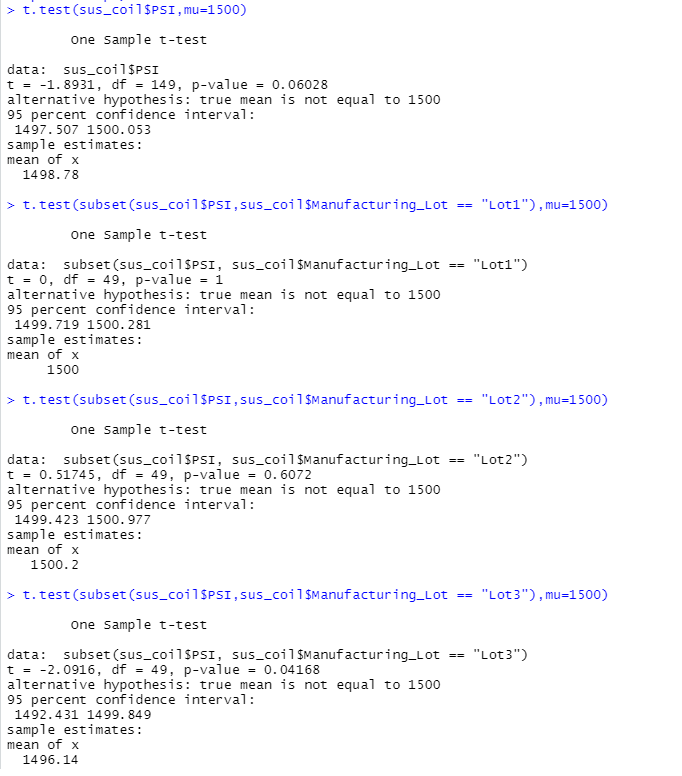 > t.test(sus_coil$PSI,mu=1500)
One Sample t-test
data:  sus_coil$PSI
t = -1.8931, df = 149, p-value = 0.06028
alternative hypothesis: true mean is not equal to 1500
95 percent confidence interval:
1497.507 1500.053
sample estimates:
mean of x
1498.78
> t.test(subset(sus_coil$PSI,sus_coil$Manufacturing_Lot == "Lot1"),mu=1500)
One Sample t-test
data:  subset(sus_coil$PSI, sus_coil$Manufacturing_Lot == "Lot1")
t = 0, df = 49, p-value = 1
alternative hypothesis: true mean is not equal to 1500
95 percent confidence interval:
1499.719 1500.281
sample estimates:
mean of x
1500
> t.test(subset(sus_coil$PSI,sus_coil$Manufacturing_Lot == "Lot2"),mu=1500)
One Sample t-test
data:  subset(sus_coil$PSI, sus_coil$Manufacturing_Lot == "Lot2")
t = 0.51745, df = 49, p-value = 0.6072
alternative hypothesis: true mean is not equal to 1500
95 percent confidence interval:
1499.423 1500.977
sample estimates:
mean of x
1500.2
> t.test(subset(sus_coil$PSI,sus_coil$Manufacturing_Lot == "Lot3"),mu=1500)
One Sample t-test
data:  subset(sus_coil$PSI, sus_coil$Manufacturing_Lot == "Lot3")
t = -2.0916, df = 49, p-value = 0.04168
alternative hypothesis: true mean is not equal to 1500
95 percent confidence interval:
1492.431 1499.849
sample estimates:
mean of x
1496.14